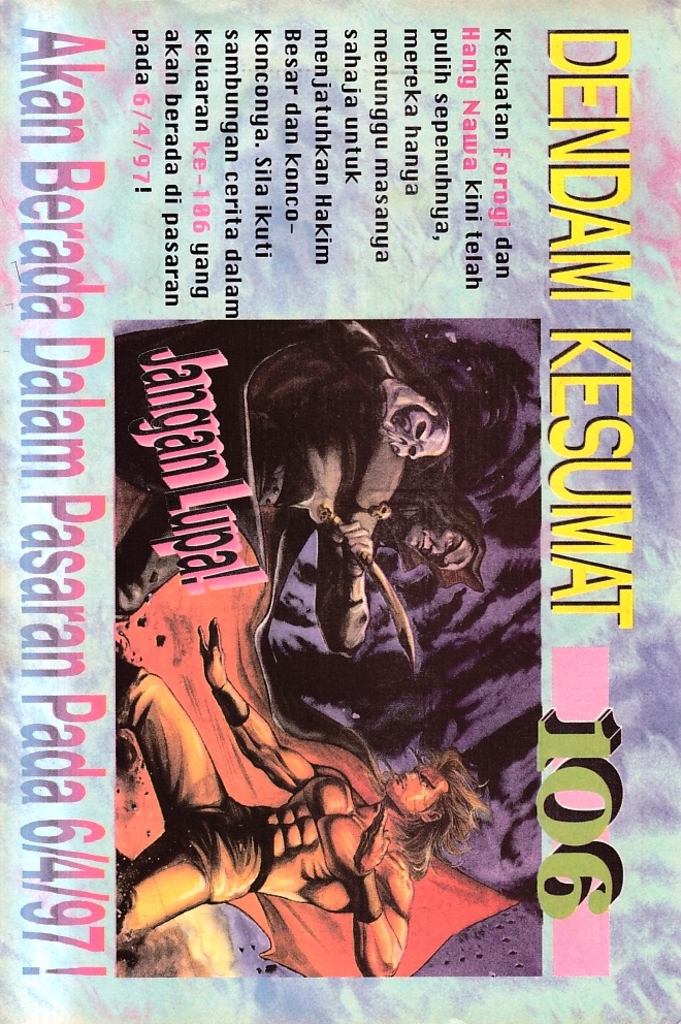 DENDAM KESUMAT 106
Kekuatan Forogi dan
Hang Nawa kini telah
pulih sepenuhnya,
mereka hanya
menunggu masanya
sahaja untuk
menjatuhkan Hakim
Besar dan konco-
konconya. Sila ikuti
sambungan cerita dalam
keluaran ke-106 yang
akan berada di pasaran
pada 6/4/97!
Jangan Lupa!
Akan Berada Dalam Pasaran Pada 6/4/97!